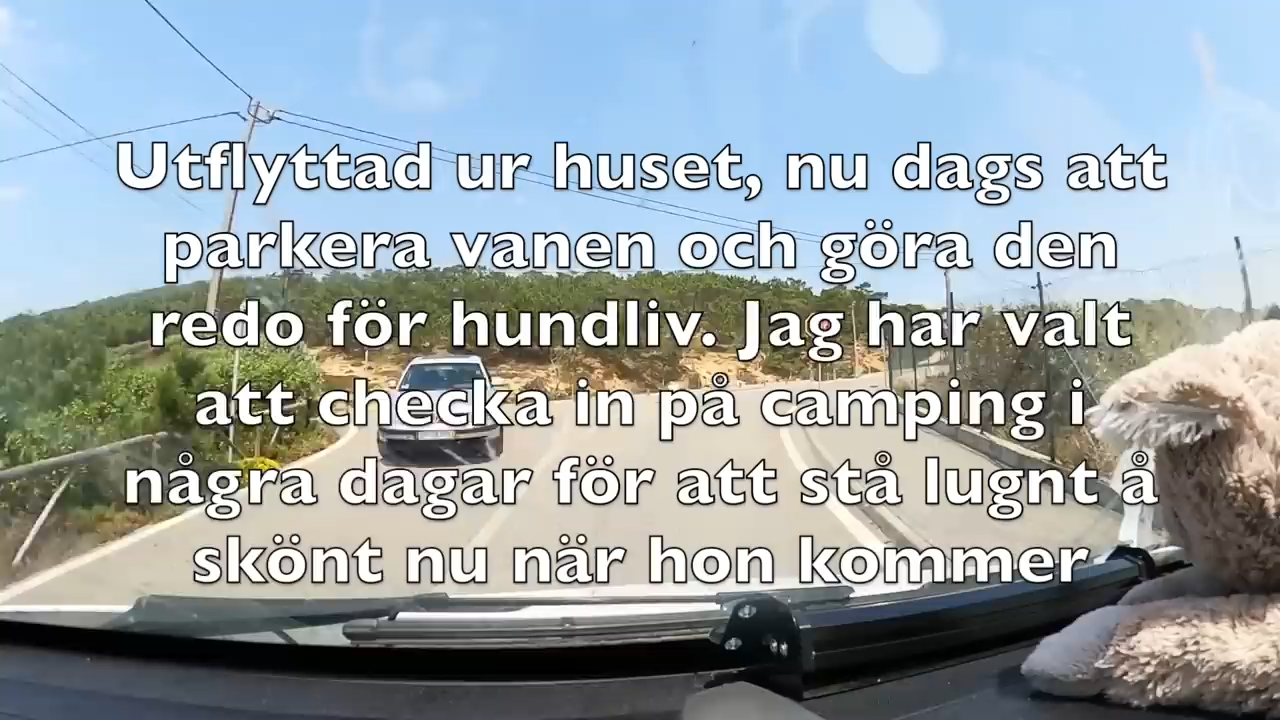 Utflyttad ur huset, nu dags att
parkera vanen och göra den
redo för hundliv. Jag har valt
att checka in på camping i
några dagar för att stå lugnt å
skönt nu när hon kommer